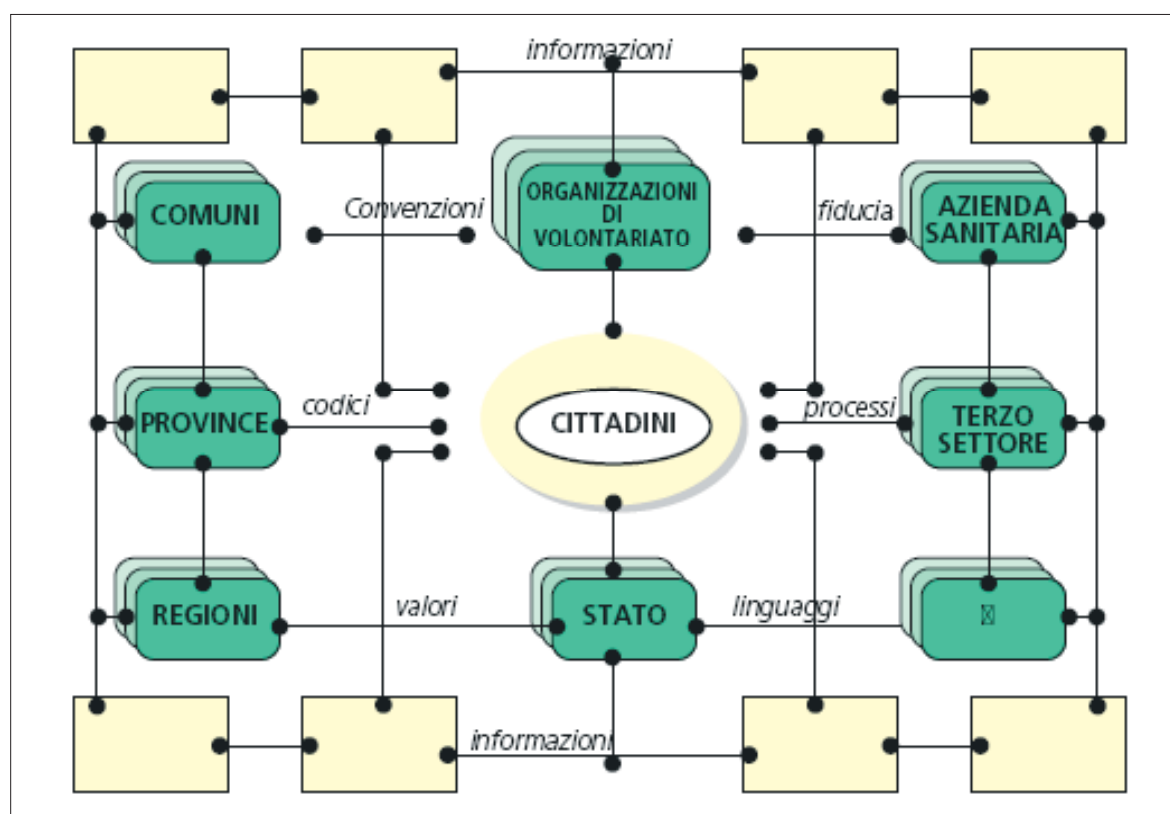 informazioni
COMUNI
Convenzioni
ORGANIZZAZIONI
DI
VOLONTARIATO
fiducia
AZIENDA
SANITARIA
PROVINCE
codici
CITTADINI
processi
TERZO
SETTORE
REGIONI
valori
STATO
linguaggi
informazioni